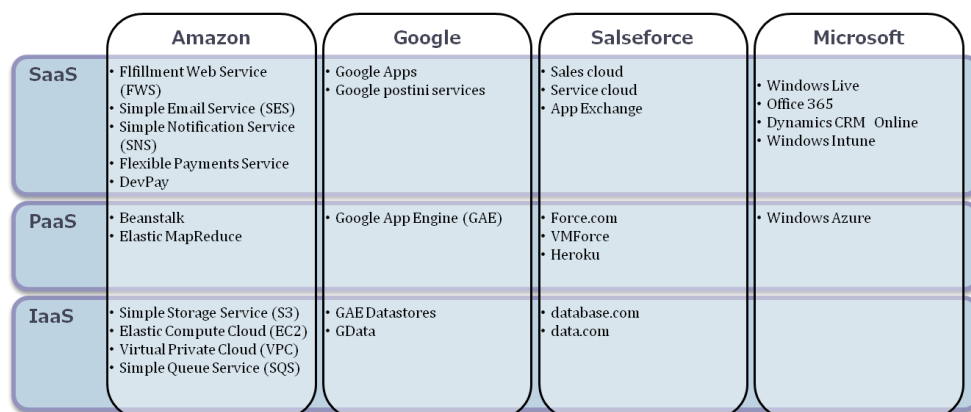 Amazon
Google
Salseforce
Microsoft
SaaS
• Flfillment Web Service
(FWS)
• Simple Email Service (SES)
• Simple Notification Service
(SNS)
• Flexible Payments Service
• DevPay
• Google Apps
• Google postini services
• Sales cloud
• Service cloud
• App Exchange
• Windows Live
• Office 365
• Dynamics CRM Online
• Windows Intune
PaaS
• Beanstalk
• Elastic MapReduce
• Google App Engine (GAE)
• Force.com
• VMForce
• Heroku
• Windows Azure
IaaS
• Simple Storage Service (S3)
• Elastic Compute Cloud (EC2)
• Virtual Private Cloud (VPC)
• Simple Queue Service (SQS)
• GAE Datastores
• GData
• database.com
• data.com